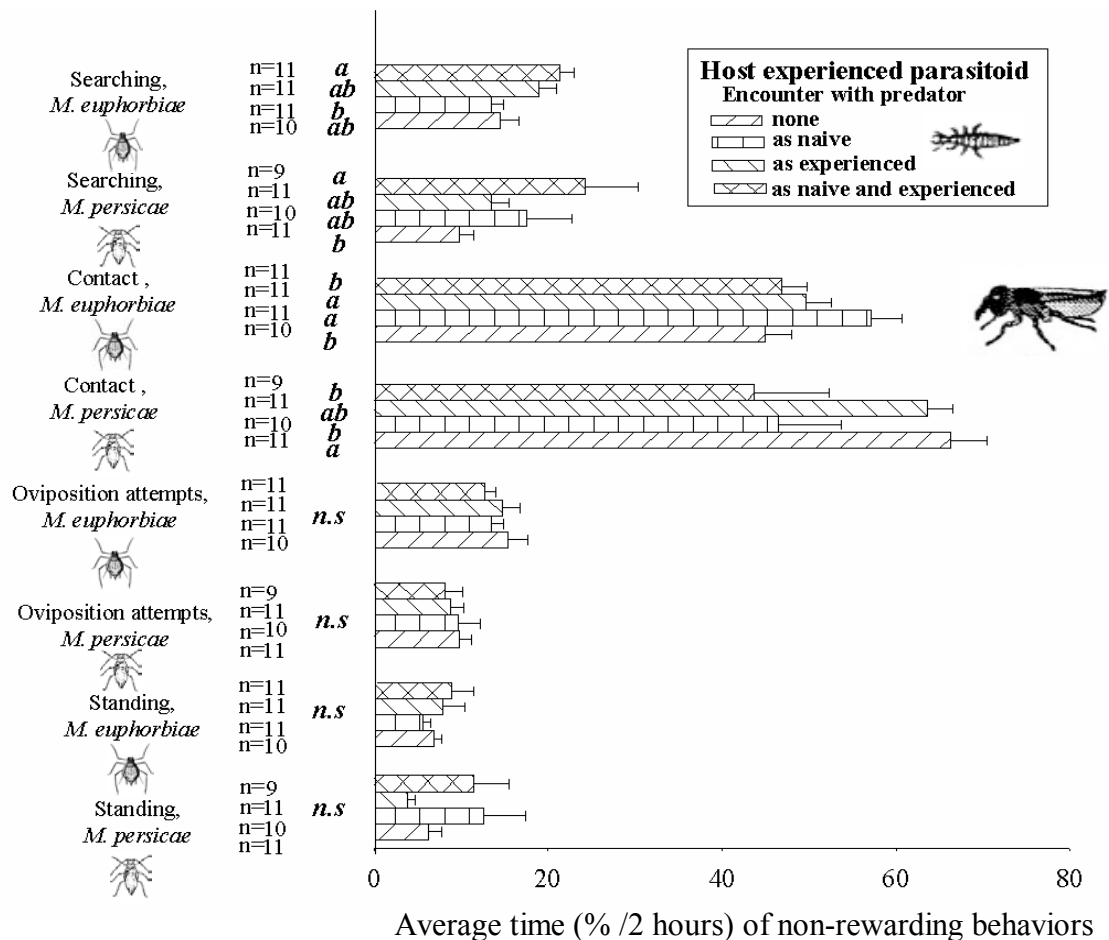 Host experienced parasitoid
Encounter with predator
none
as naive
as experienced
as naive and experienced
Searching,
M. euphorbiae
n=11
n=11
n=11
n=10
a
ab
b
ab
Searching,
M. persicae
n=9
n=11
n=10
n=11
a
ab
ab
b
Contact ,
M. euphorbiae
n=11
n=11
n=11
n=10
b
a
a
b
Contact ,
M. persicae
n=9
n=11
n=10
n=11
b
ab
b
a
Oviposition attempts,
M. euphorbiae
n=11
n=11
n=11
n=10
n.s
Oviposition attempts,
M. persicae
n=9
n=11
n=10
n=11
n.s
Standing,
M. euphorbiae
n=11
n=11
n=11
n=10
n.s
Standing,
M. persicae
n=9
n=11
n=10
n=11
n.s
0 20 40 60 80
Average time (% /2 hours) of non-rewarding behaviors